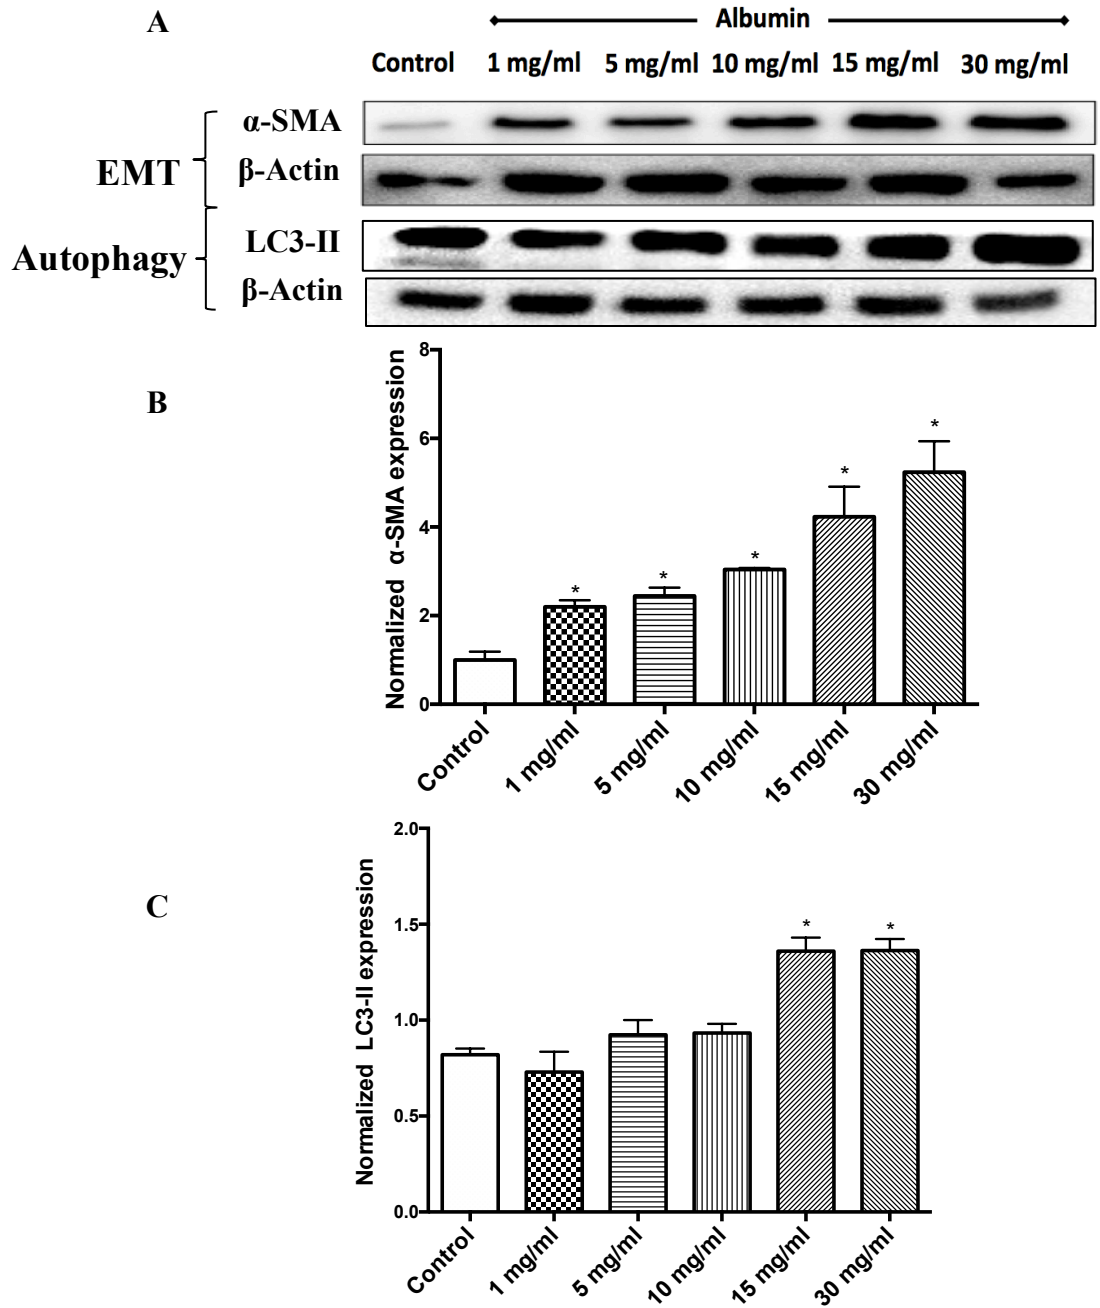 A
Albumin
Control 1 mg/ml 5 mg/ml 10 mg/ml 15 mg/ml 30 mg/ml
α-SMA
EMT
β-Actin
LC3-II
Autophagy
β-Actin
B
Normalized α-SMA expression
8
6
4
2
0
* * * * *
Control 1 mg/ml 5 mg/ml 10 mg/ml 15 mg/ml 30 mg/ml
C
Normalized LC3-II expression
2.0
1.5
1.0
0.5
0.0
* *
Control 1 mg/ml 5 mg/ml 10 mg/ml 15 mg/ml 30 mg/ml